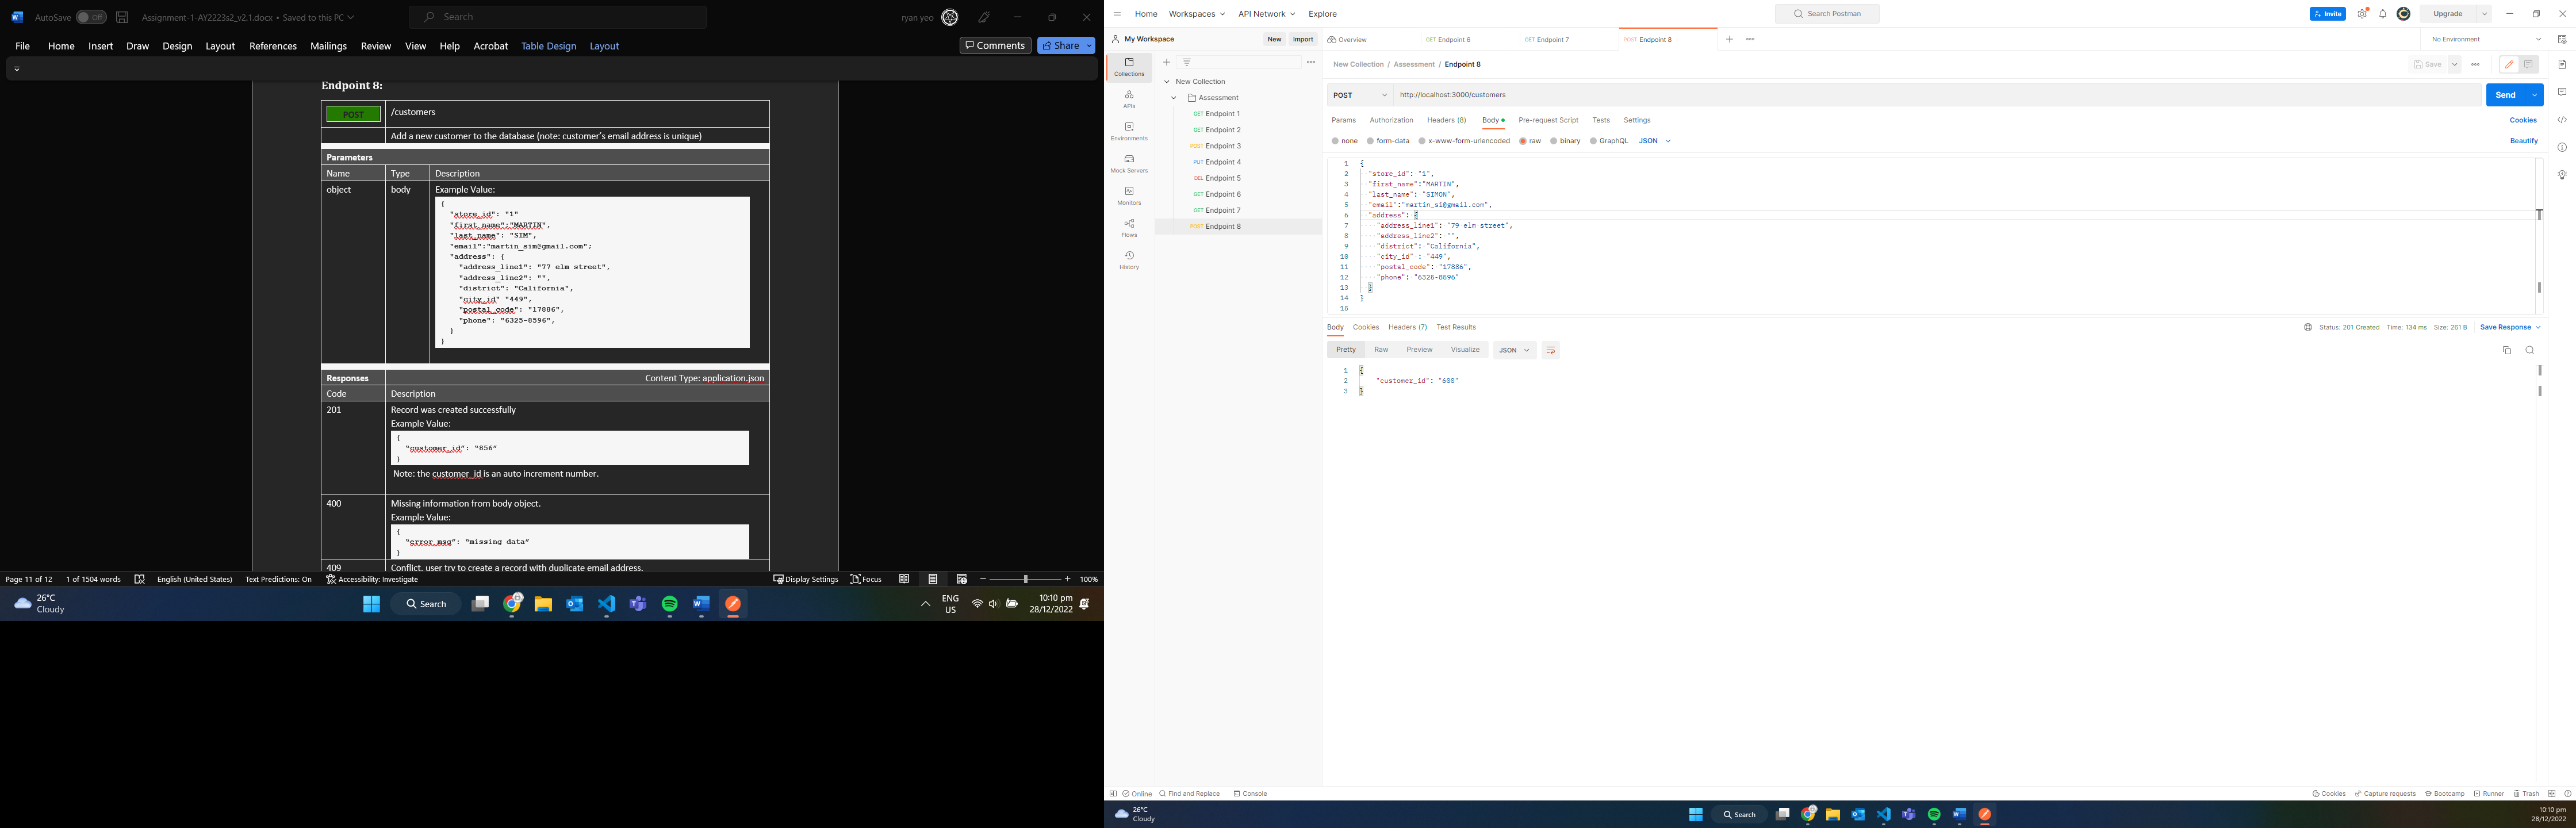 AutoSave Off Assignment-1-AY2223s2_v2.1.docx • Saved to this PC Search ryan yeo
File Home Insert Draw Design Layout References Mailings Review View Help Acrobat Table Design Layout Comments Share
Endpoint 8:
POST /customers
Add a new customer to the database (note: customer's email address is unique)
Parameters
Name Type Description
object body Example Value:
{
"store_id": "1"
"first_name":"MARTIN",
"last_name": "SIM",
"email":"martin_sim@gmail.com";
"address": {
"address_line1": "77 elm street",
"address_line2": "",
"district": "California",
"city_id" "449",
"postal_code": "17886",
"phone": "6325-8596",
}
}
Responses Content Type: application.json
Code Description
201 Record was created successfully
Example Value:
{
"customer_id": "856"
}
Note: the customer_id is an auto increment number.
400 Missing information from body object.
Example Value:
{
"error_msg": "missing data"
}
409 Conflict. user try to create a record with duplicate email address.
Page 11 of 12 1 of 1504 words English (United States) Text Predictions: On Accessibility: Investigate Display Settings Focus 100%
26°C
Cloudy
Search
ENG
US
10:10 pm
28/12/2022
Home Workspaces API Network Explore Search Postman Invite Upgrade
My Workspace New Import Overview GET Endpoint 6 GET Endpoint 7 POST Endpoint 8 No Environment
Collections
APIs
Environments
Mock Servers
Monitors
Flows
History
New Collection
Assessment
GET Endpoint 1
GET Endpoint 2
POST Endpoint 3
PUT Endpoint 4
DEL Endpoint 5
GET Endpoint 6
GET Endpoint 7
POST Endpoint 8
New Collection / Assessment / Endpoint 8 Save
POST http://localhost:3000/customers Send
Params Authorization Headers (8) Body Pre-request Script Tests Settings Cookies
none form-data x-www-form-urlencoded raw binary GraphQL JSON Beautify
1 {
2 "store_id": "1",
3 "first_name":"MARTIN",
4 "last_name": "SIMON",
5 "email":"martin_si@gmail.com",
6 "address": {
7 "address_line1": "79 elm street",
8 "address_line2": "",
9 "district": "California",
10 "city_id" : "449",
11 "postal_code": "17886",
12 "phone": "6325-8596"
13 }
14 }
15
Body Cookies Headers (7) Test Results Status: 201 Created Time: 134 ms Size: 261 B Save Response
Pretty Raw Preview Visualize JSON
1 {
2 "customer_id": "600"
3 }
Online Find and Replace Console Cookies Capture requests Bootcamp Runner Trash
26°C
Cloudy
Search
10:10 pm
28/12/2022